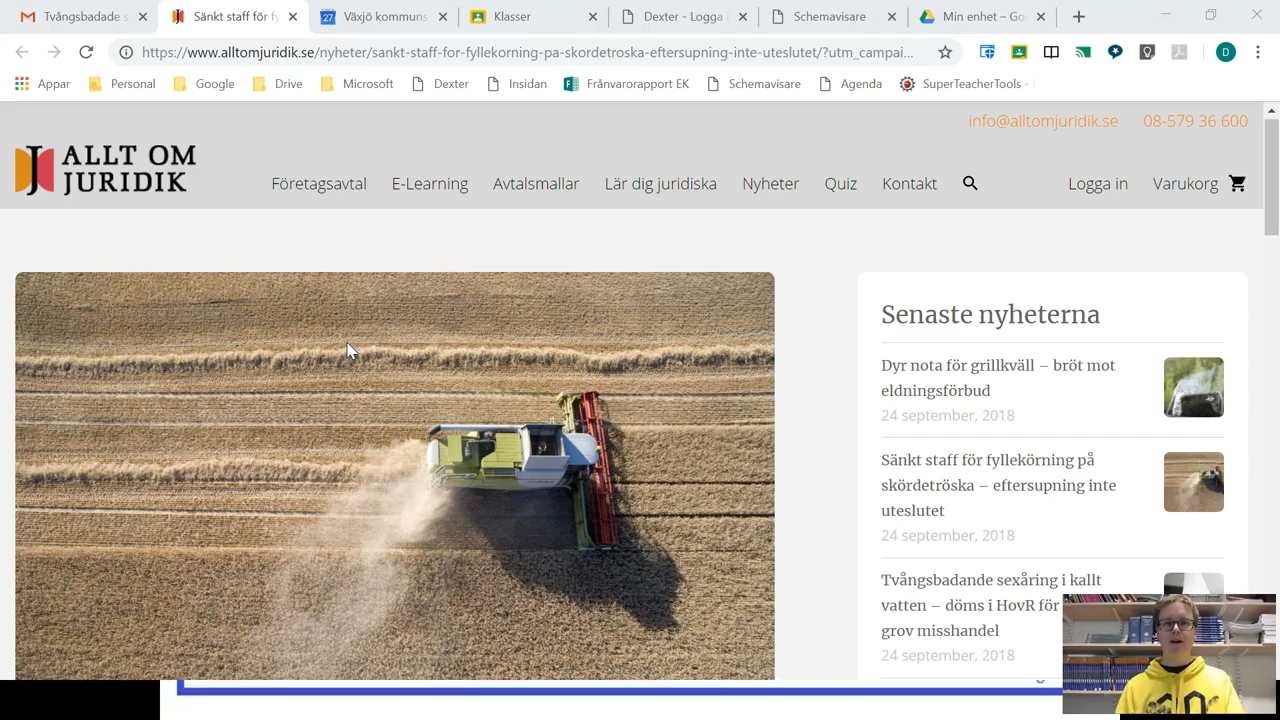 Tvångsbadade s
Sänkt staff för fy
27
Växjö kommuns
Klasser
Dexter - Logga i
Schemavisare
Min enhet – Go
https://www.alltomjuridik.se/nyheter/sankt-staff-for-fyllekorning-pa-skordetroska-eftersupning-inte-uteslutet/?utm_campai...
D
Appar
Personal
Google
Drive
Microsoft
Dexter
Insidan
Frånvarorapport EK
Schemavisare
Agenda
SuperTeacherTools -
info@alltomjuridik.se
08-579 36 600
ALLT OM
JURIDIK
Företagsavtal
E-Learning
Avtalsmallar
Lär dig juridiska
Nyheter
Quiz
Kontakt
Logga in
Varukorg
Senaste nyheterna
Dyr nota för grillkväll – bröt mot
eldningsförbud
24 september, 2018
Sänkt staff för fyllekörning på
skördetröska – eftersupning inte
uteslutet
24 september, 2018
Tvångsbadande sexåring i kallt
vatten – döms i HovR för
grov misshandel
24 september, 2018